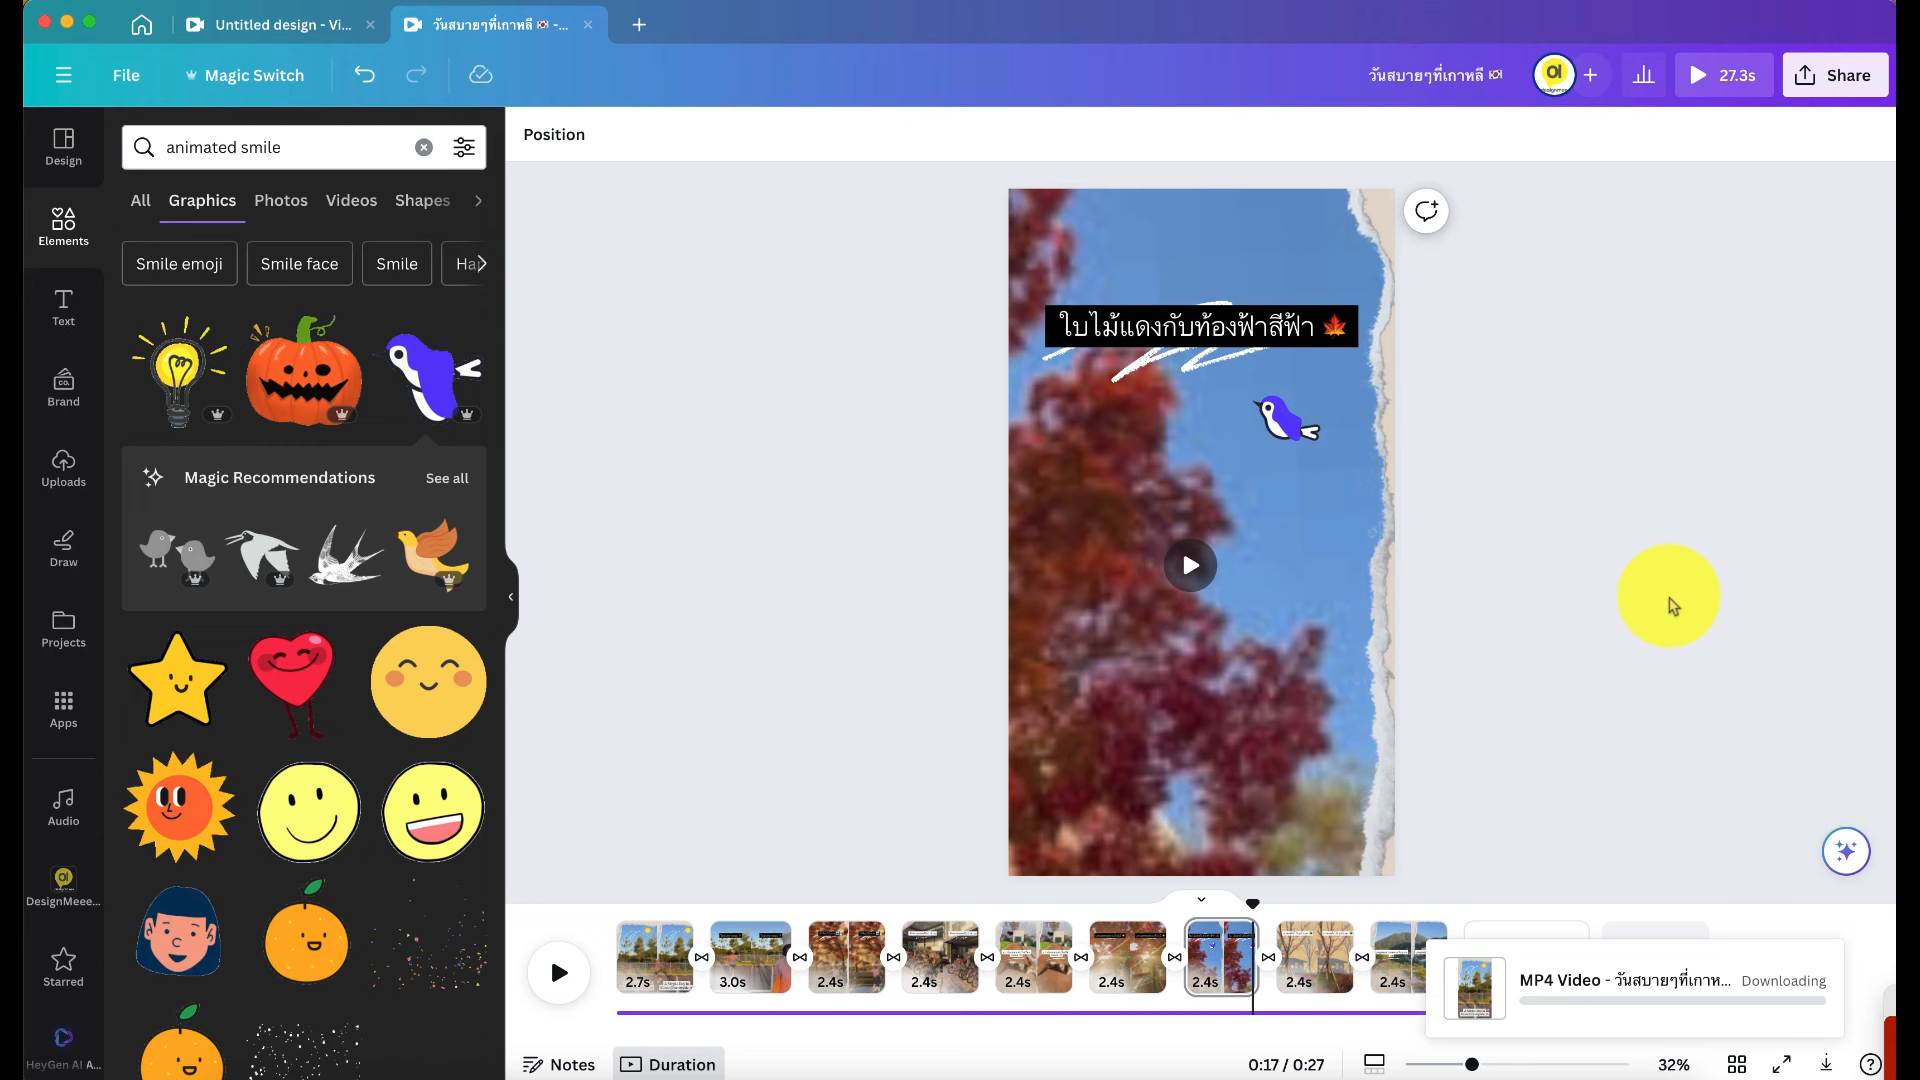 Untitled design - Vi...
วันสบายๆที่เกาหลี 🇰🇷 -...
File
Magic Switch
วันสบายๆที่เกาหลี 🇰🇷
27.3s
Share
Design
Elements
Text
Brand
Uploads
Draw
Projects
Apps
Audio
DesignMeee...
Starred
HeyGen AI A...
animated smile
All
Graphics
Photos
Videos
Shapes
Smile emoji
Smile face
Smile
Magic Recommendations
See all
Position
ใบไม้แดงกับท้องฟ้าสีฟ้า 🍁
2.7s
3.0s
2.4s
2.4s
2.4s
2.4s
2.4s
2.4s
2.4s
MP4 Video - วันสบายๆที่เกาห...
Downloading
Notes
Duration
0:17 / 0:27
32%